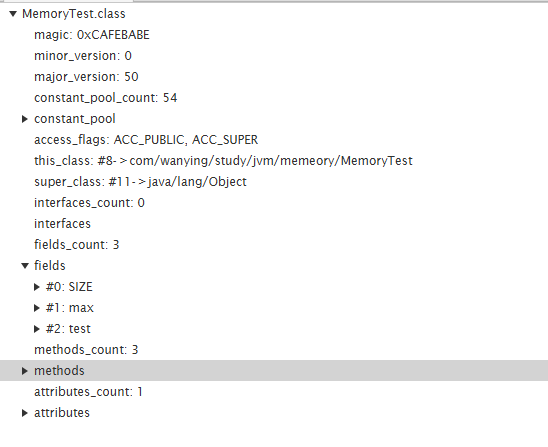 MemoryTest.class
magic: 0xCAFEBABE
minor_version: 0
major_version: 50
constant_pool_count: 54
constant_pool
access_flags: ACC_PUBLIC, ACC_SUPER
this_class: #8->com/wanying/study/jvm/memeory/MemoryTest
super_class: #11->java/lang/Object
interfaces_count: 0
interfaces
fields_count: 3
fields
#0: SIZE
#1: max
#2: test
methods_count: 3
methods
attributes_count: 1
attributes